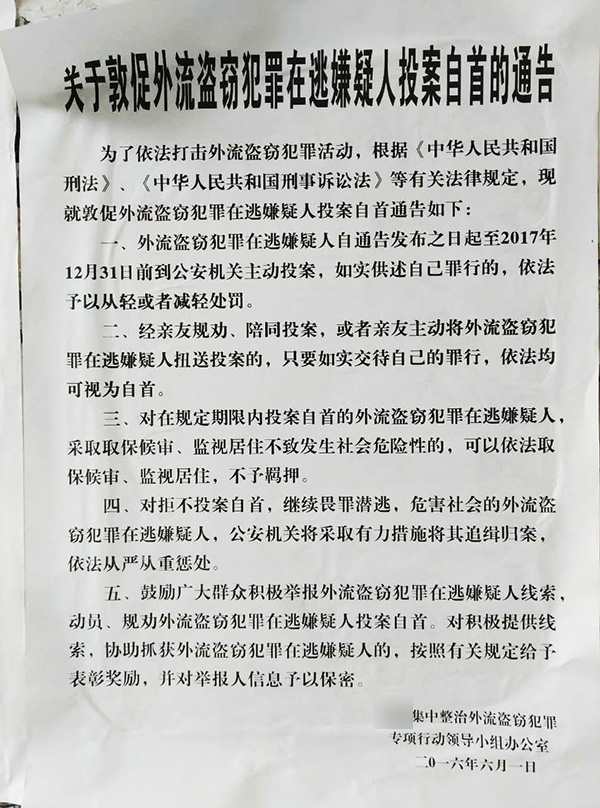 关于敦促外流盗窃犯罪在逃嫌疑人投案自首的通告
为了依法打击外流盗窃犯罪活动，根据《中华人民共和国
刑法》、《中华人民共和国刑事诉讼法》等有关法律规定，现
就敦促外流盗窃犯罪在逃嫌疑人投案自首通告如下：
一、外流盗窃犯罪在逃嫌疑人自通告发布之日起至2017年
12月31日前到公安机关主动投案，如实供述自己罪行的，依法
予以从轻或者减轻处罚。
二、经亲友规劝、陪同投案，或者亲友主动将外流盗窃犯
罪在逃嫌疑人扭送投案的，只要如实交待自己的罪行，依法均
可视为自首。
三、对在规定期限内投案自首的外流盗窃犯罪在逃嫌疑人，
采取取保候审、监视居住不致发生社会危险性的，可以依法取
保候审、监视居住，不予羁押。
四、对拒不投案自首，继续畏罪潜逃，危害社会的外流盗
窃犯罪在逃嫌疑人，公安机关将采取有力措施将其追缉归案，
依法从严从重惩处。
五、鼓励广大群众积极举报外流盗窃犯罪在逃嫌疑人线索，
动员、规劝外流盗窃犯罪在逃嫌疑人投案自首。对积极提供线
索，协助抓获外流盗窃犯罪在逃嫌疑人的，按照有关规定给予
表彰奖励，并对举报人信息予以保密。
集中整治外流盗窃犯罪
专项行动领导小组办公室
二〇一六年六月一日